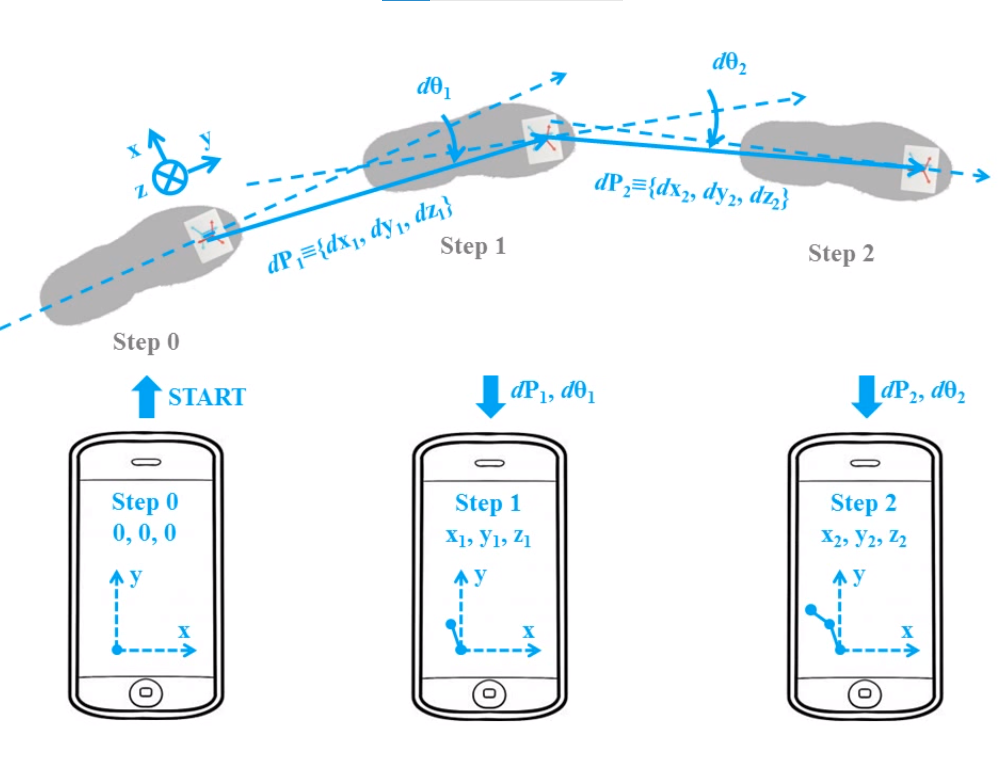 dθ₁
dθ₂
x
y
z
dP₁≡{dx₁, dy₁, dz₁}
dP₂≡{dx₂, dy₂, dz₂}
Step 0
Step 1
Step 2
START
dP₁, dθ₁
dP₂, dθ₂
Step 0
0, 0, 0
y
x
Step 1
x₁, y₁, z₁
y
x
Step 2
x₂, y₂, z₂
y
x